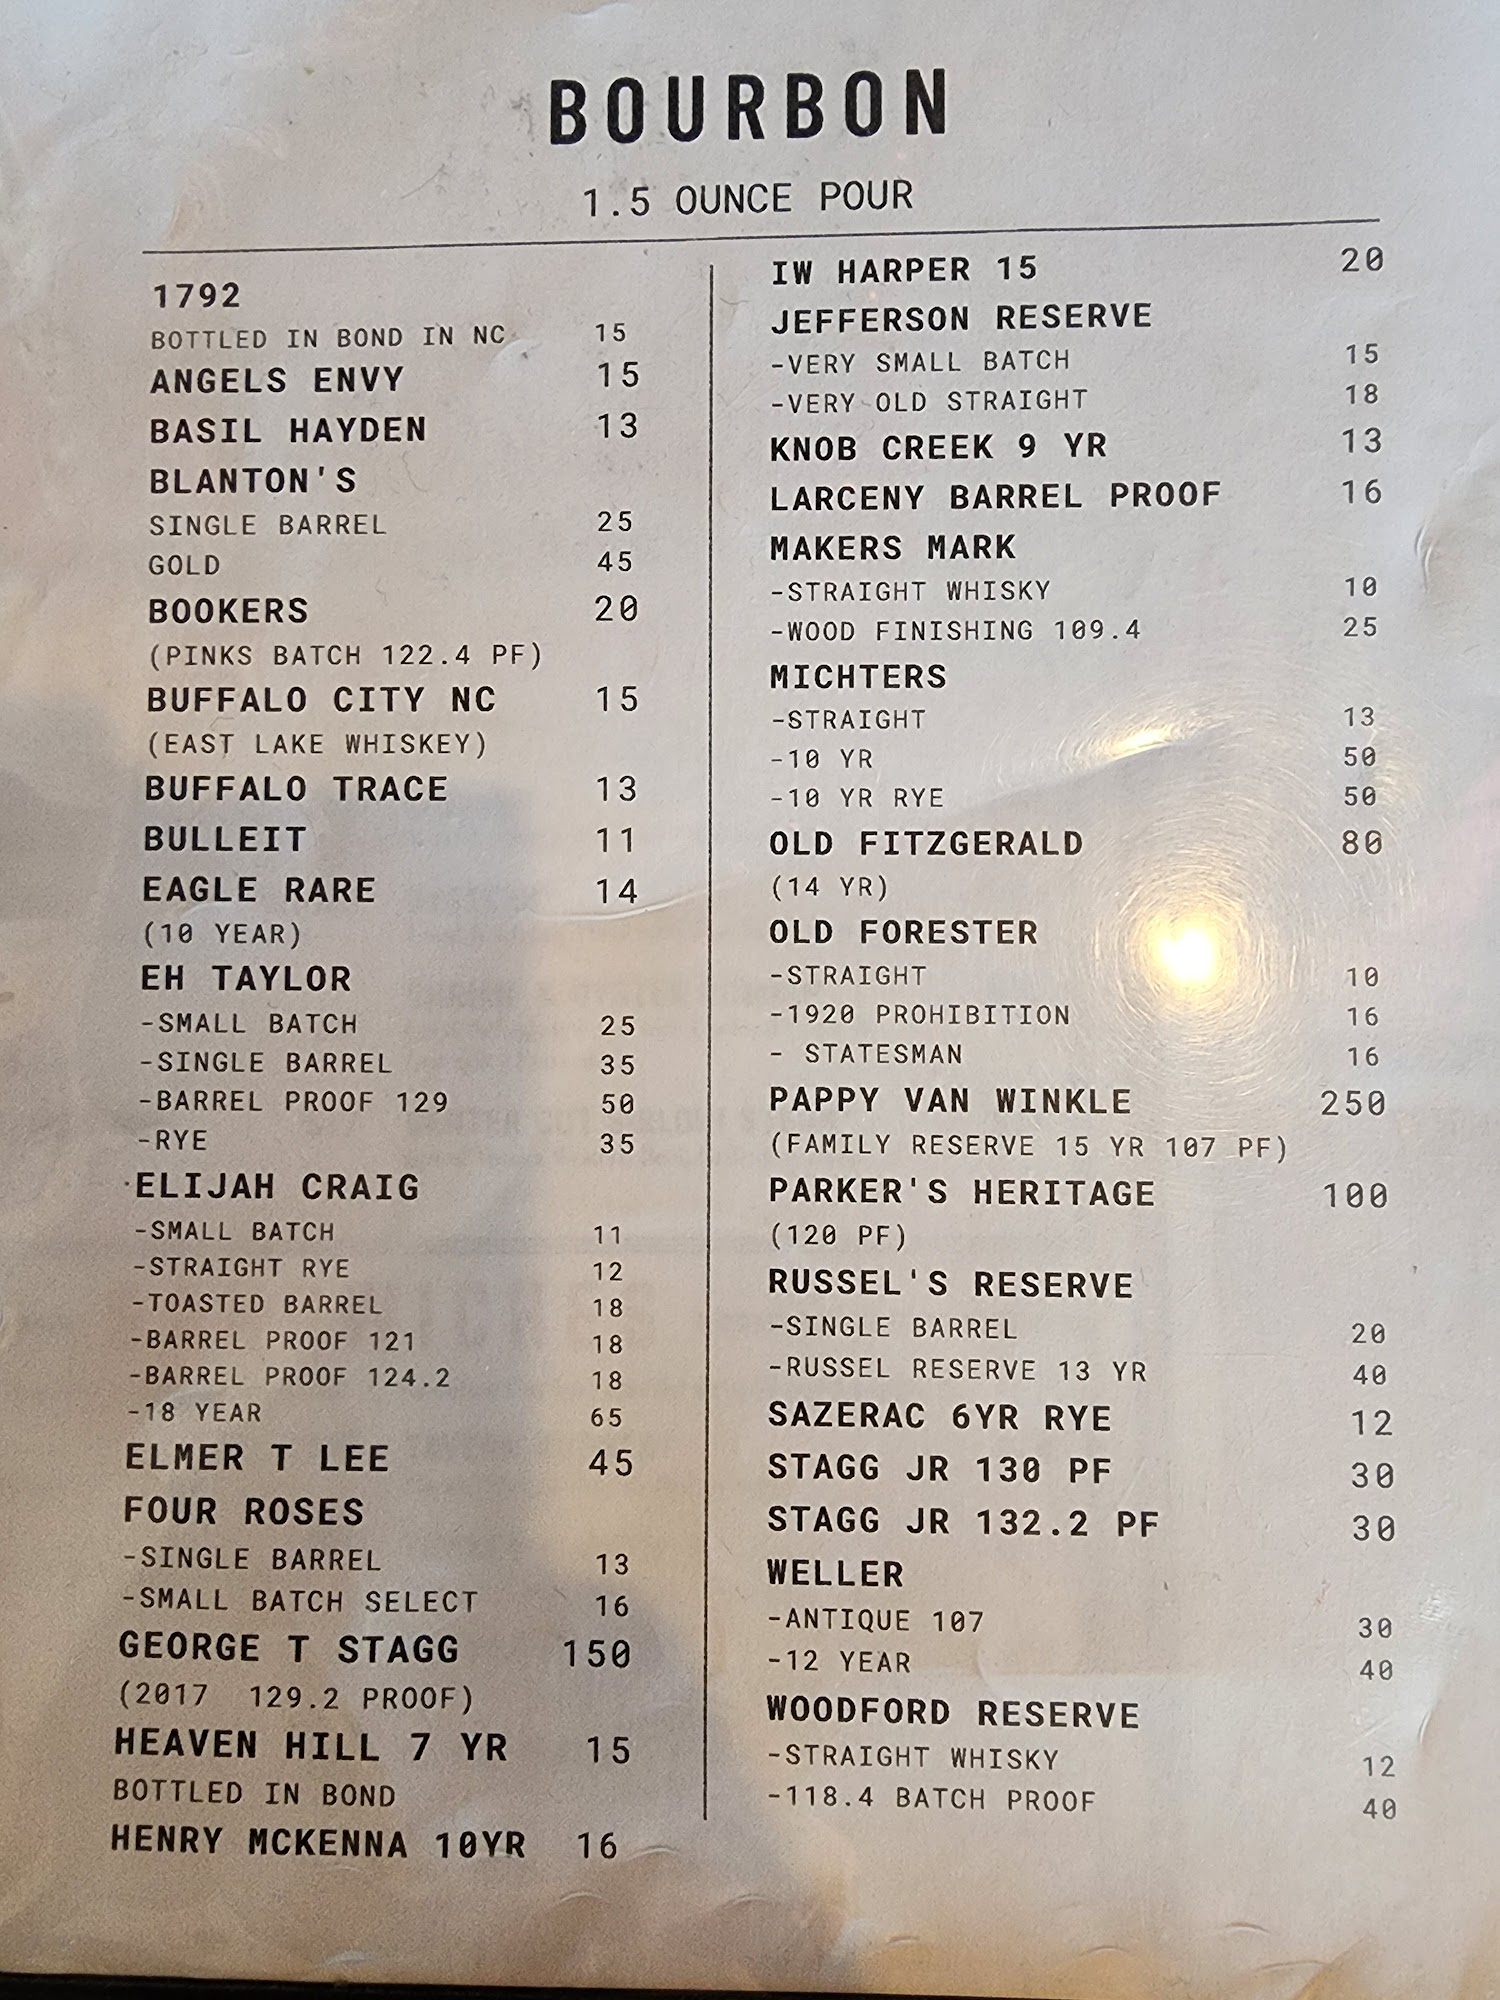 BOURBON
1.5 OUNCE POUR
1792
BOTTLED IN BOND IN NC 15
ANGELS ENVY 15
BASIL HAYDEN 13
BLANTON'S
SINGLE BARREL 25
GOLD 45
BOOKERS 20
(PINKS BATCH 122.4 PF)
BUFFALO CITY NC 15
(EAST LAKE WHISKEY)
BUFFALO TRACE 13
BULLEIT 11
EAGLE RARE 14
(10 YEAR)
EH TAYLOR
-SMALL BATCH 25
-SINGLE BARREL 35
-BARREL PROOF 129 50
-RYE 35
ELIJAH CRAIG
-SMALL BATCH 11
-STRAIGHT RYE 12
-TOASTED BARREL 18
-BARREL PROOF 121 18
-BARREL PROOF 124.2 18
-18 YEAR 65
ELMER T LEE 45
FOUR ROSES
-SINGLE BARREL 13
-SMALL BATCH SELECT 16
GEORGE T STAGG 150
(2017 129.2 PROOF)
HEAVEN HILL 7 YR 15
BOTTLED IN BOND
HENRY MCKENNA 10YR 16
IW HARPER 15 20
JEFFERSON RESERVE
-VERY SMALL BATCH 15
-VERY OLD STRAIGHT 18
KNOB CREEK 9 YR 13
LARCENY BARREL PROOF 16
MAKERS MARK
-STRAIGHT WHISKY 10
-WOOD FINISHING 109.4 25
MICHTERS
-STRAIGHT 13
-10 YR 50
-10 YR RYE 50
OLD FITZGERALD 80
(14 YR)
OLD FORESTER
-STRAIGHT 10
-1920 PROHIBITION 16
- STATESMAN 16
PAPPY VAN WINKLE 250
(FAMILY RESERVE 15 YR 107 PF)
PARKER'S HERITAGE 100
(120 PF)
RUSSEL'S RESERVE
-SINGLE BARREL 20
-RUSSEL RESERVE 13 YR 40
SAZERAC 6YR RYE 12
STAGG JR 130 PF 30
STAGG JR 132.2 PF 30
WELLER
-ANTIQUE 107 30
-12 YEAR 40
WOODFORD RESERVE
-STRAIGHT WHISKY 12
-118.4 BATCH PROOF 40